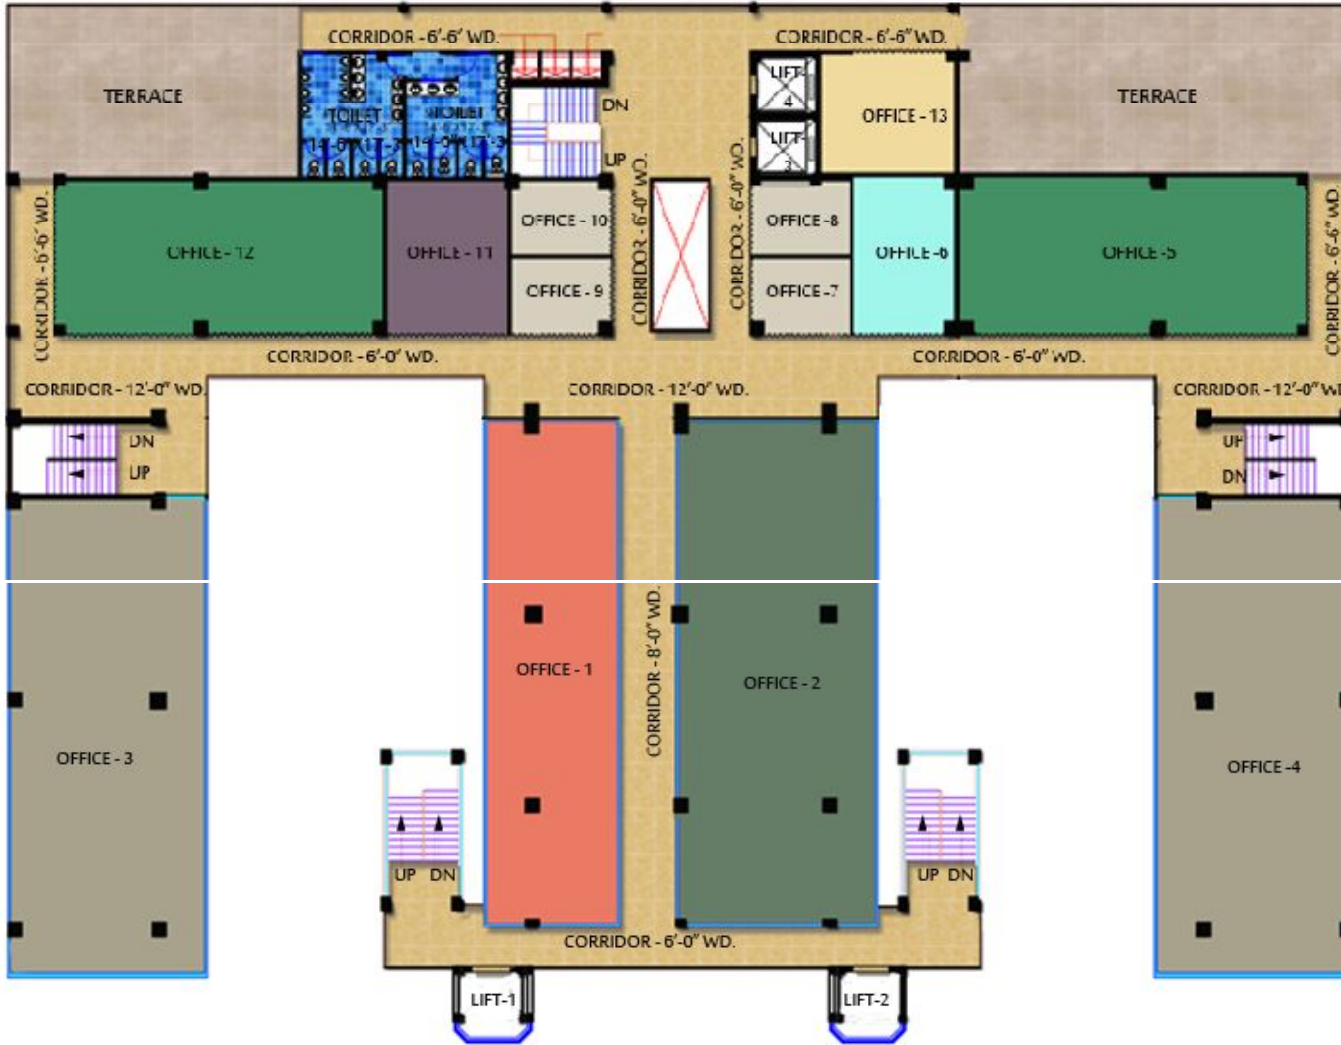 CORRIDOR - 6'-6" WD.
CORRIDOR - 6'-6" WD.
TERRACE
TOILET
TOILET
DN
UP
LIFT-
4
LIFT-
3
OFFICE - 13
TERRACE
CORRIDOR - 6'-6" WD.
OFFICE - 12
OFFICE - 11
OFFICE - 10
OFFICE - 9
CORRIDOR - 6'-0" WD.
CORRIDOR - 6'-0" WD.
OFFICE -8
OFFICE -7
OFFICE -6
OFFICE -5
CORRIDOR - 6'-6" WD.
CORRIDOR - 6'-0" WD.
CORRIDOR - 6'-0" WD.
CORRIDOR - 12'-0" WD.
CORRIDOR - 12'-0" WD.
CORRIDOR - 12'-0" WD
DN
UP
UP
DN
CORRIDOR - 8'-0" WD.
OFFICE - 1
OFFICE - 2
OFFICE - 3
OFFICE -4
UP DN
UP DN
CORRIDOR - 6'-0" WD.
LIFT-1
LIFT-2